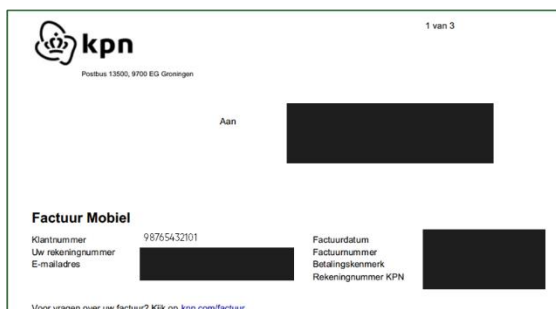 1 van 3
kpn
Postbus 13500, 9700 EG Groningen
Aan
Factuur Mobiel
Klantnummer 98765432101
Uw rekeningnummer
E-mailadres
Factuurdatum
Factuurnummer
Betalingskenmerk
Rekeningnummer KPN
Voor vragen over uw factuur? Klik op kpn.com/factuur